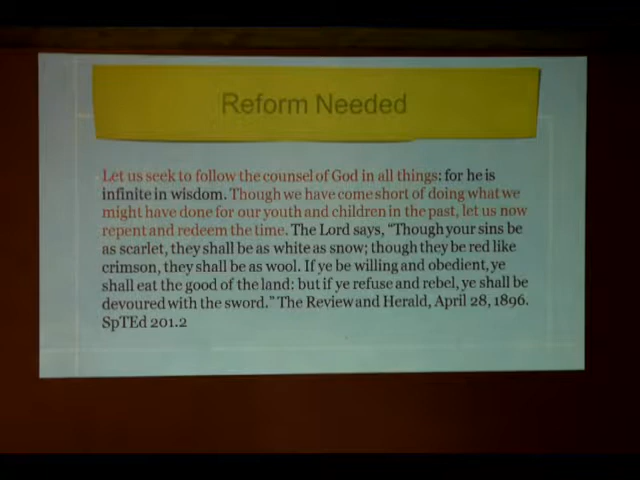 Reform Needed
Let us seek to follow the counsel of God in all things: for he is
infinite in wisdom. Though we have come short of doing what we
might have done for our youth and children in the past, let us now
repent and redeem the time. The Lord says, “Though your sins be
as scarlet, they shall be as white as snow; though they be red like
crimson, they shall be as wool. If ye be willing and obedient, ye
shall eat the good of the land: but if ye refuse and rebel, ye shall be
devoured with the sword.” The Review and Herald, April 28, 1896.
SpTEd 201.2